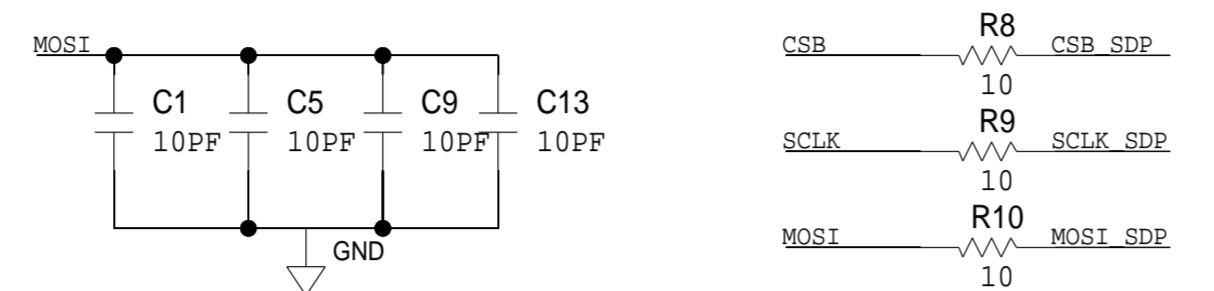 MOSI
C1
10PF
C5
10PF
C9
10PF
C13
10PF
GND
CSB
R8
10
CSB_SDP
SCLK
R9
10
SCLK_SDP
MOSI
R10
10
MOSI_SDP